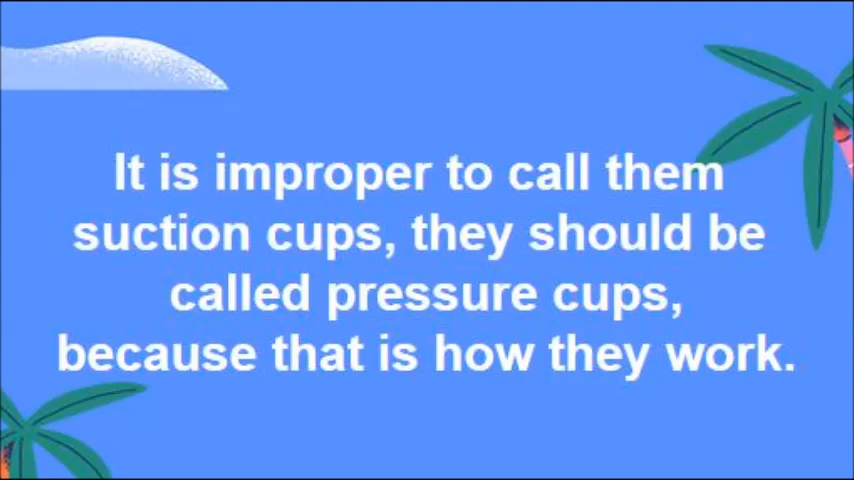 It is improper to call them
suction cups, they should be
called pressure cups,
because that is how they work.